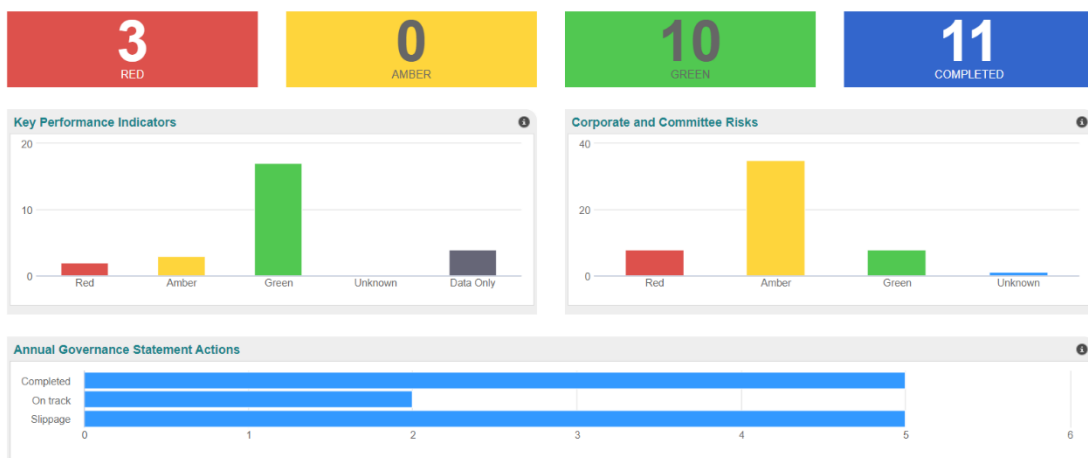 3
RED
0
AMBER
10
GREEN
11
COMPLETED
Key Performance Indicators
20
10
0
Red Amber Green Unknown Data Only
Corporate and Committee Risks
40
20
0
Red Amber Green Unknown
Annual Governance Statement Actions
Completed
On track
Slippage
0 1 2 3 4 5 6